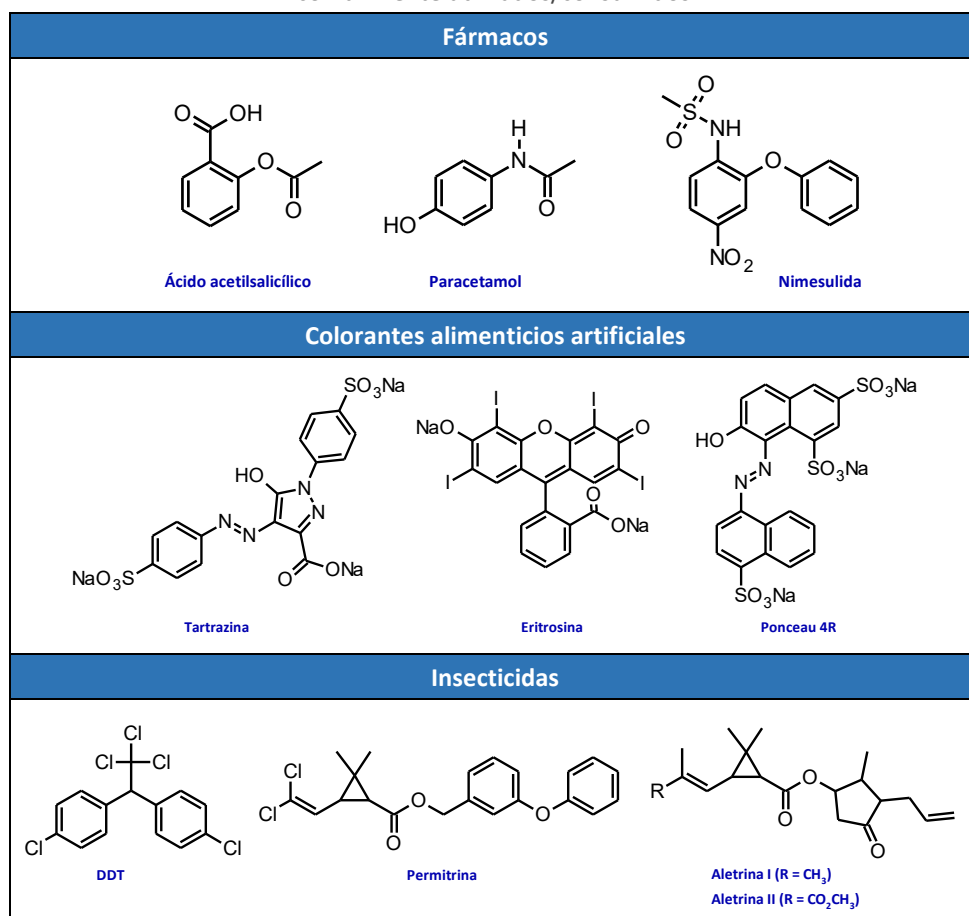 Fármacos
O
OH
O
O
H
N
O
HO
O
S
O
NH
O
NO2
Ácido acetilsalicílico
Paracetamol
Nimesulida
Colorantes alimenticios artificiales
SO3Na
HO
N
N
N
N
NaO3S
O
ONa
I
I
NaO
O
O
I
I
O
ONa
SO3Na
HO
SO3Na
N
N
SO3Na
Tartrazina
Eritrosina
Ponceau 4R
Insecticidas
Cl
Cl
Cl
Cl
Cl
Cl
Cl
O
O
O
R
O
O
O
DDT
Permitrina
Aletrina I (R = CH3)
Aletrina II (R = CO2CH3)